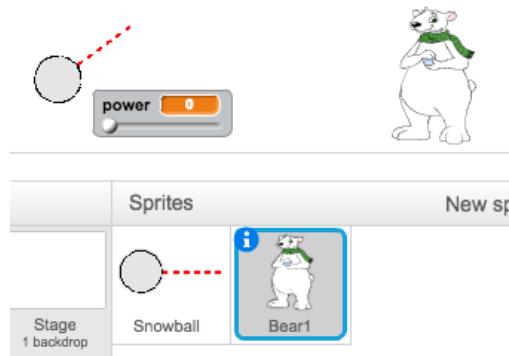 power 0
Sprites New sp
Snowball Bear1
Stage
1 backdrop